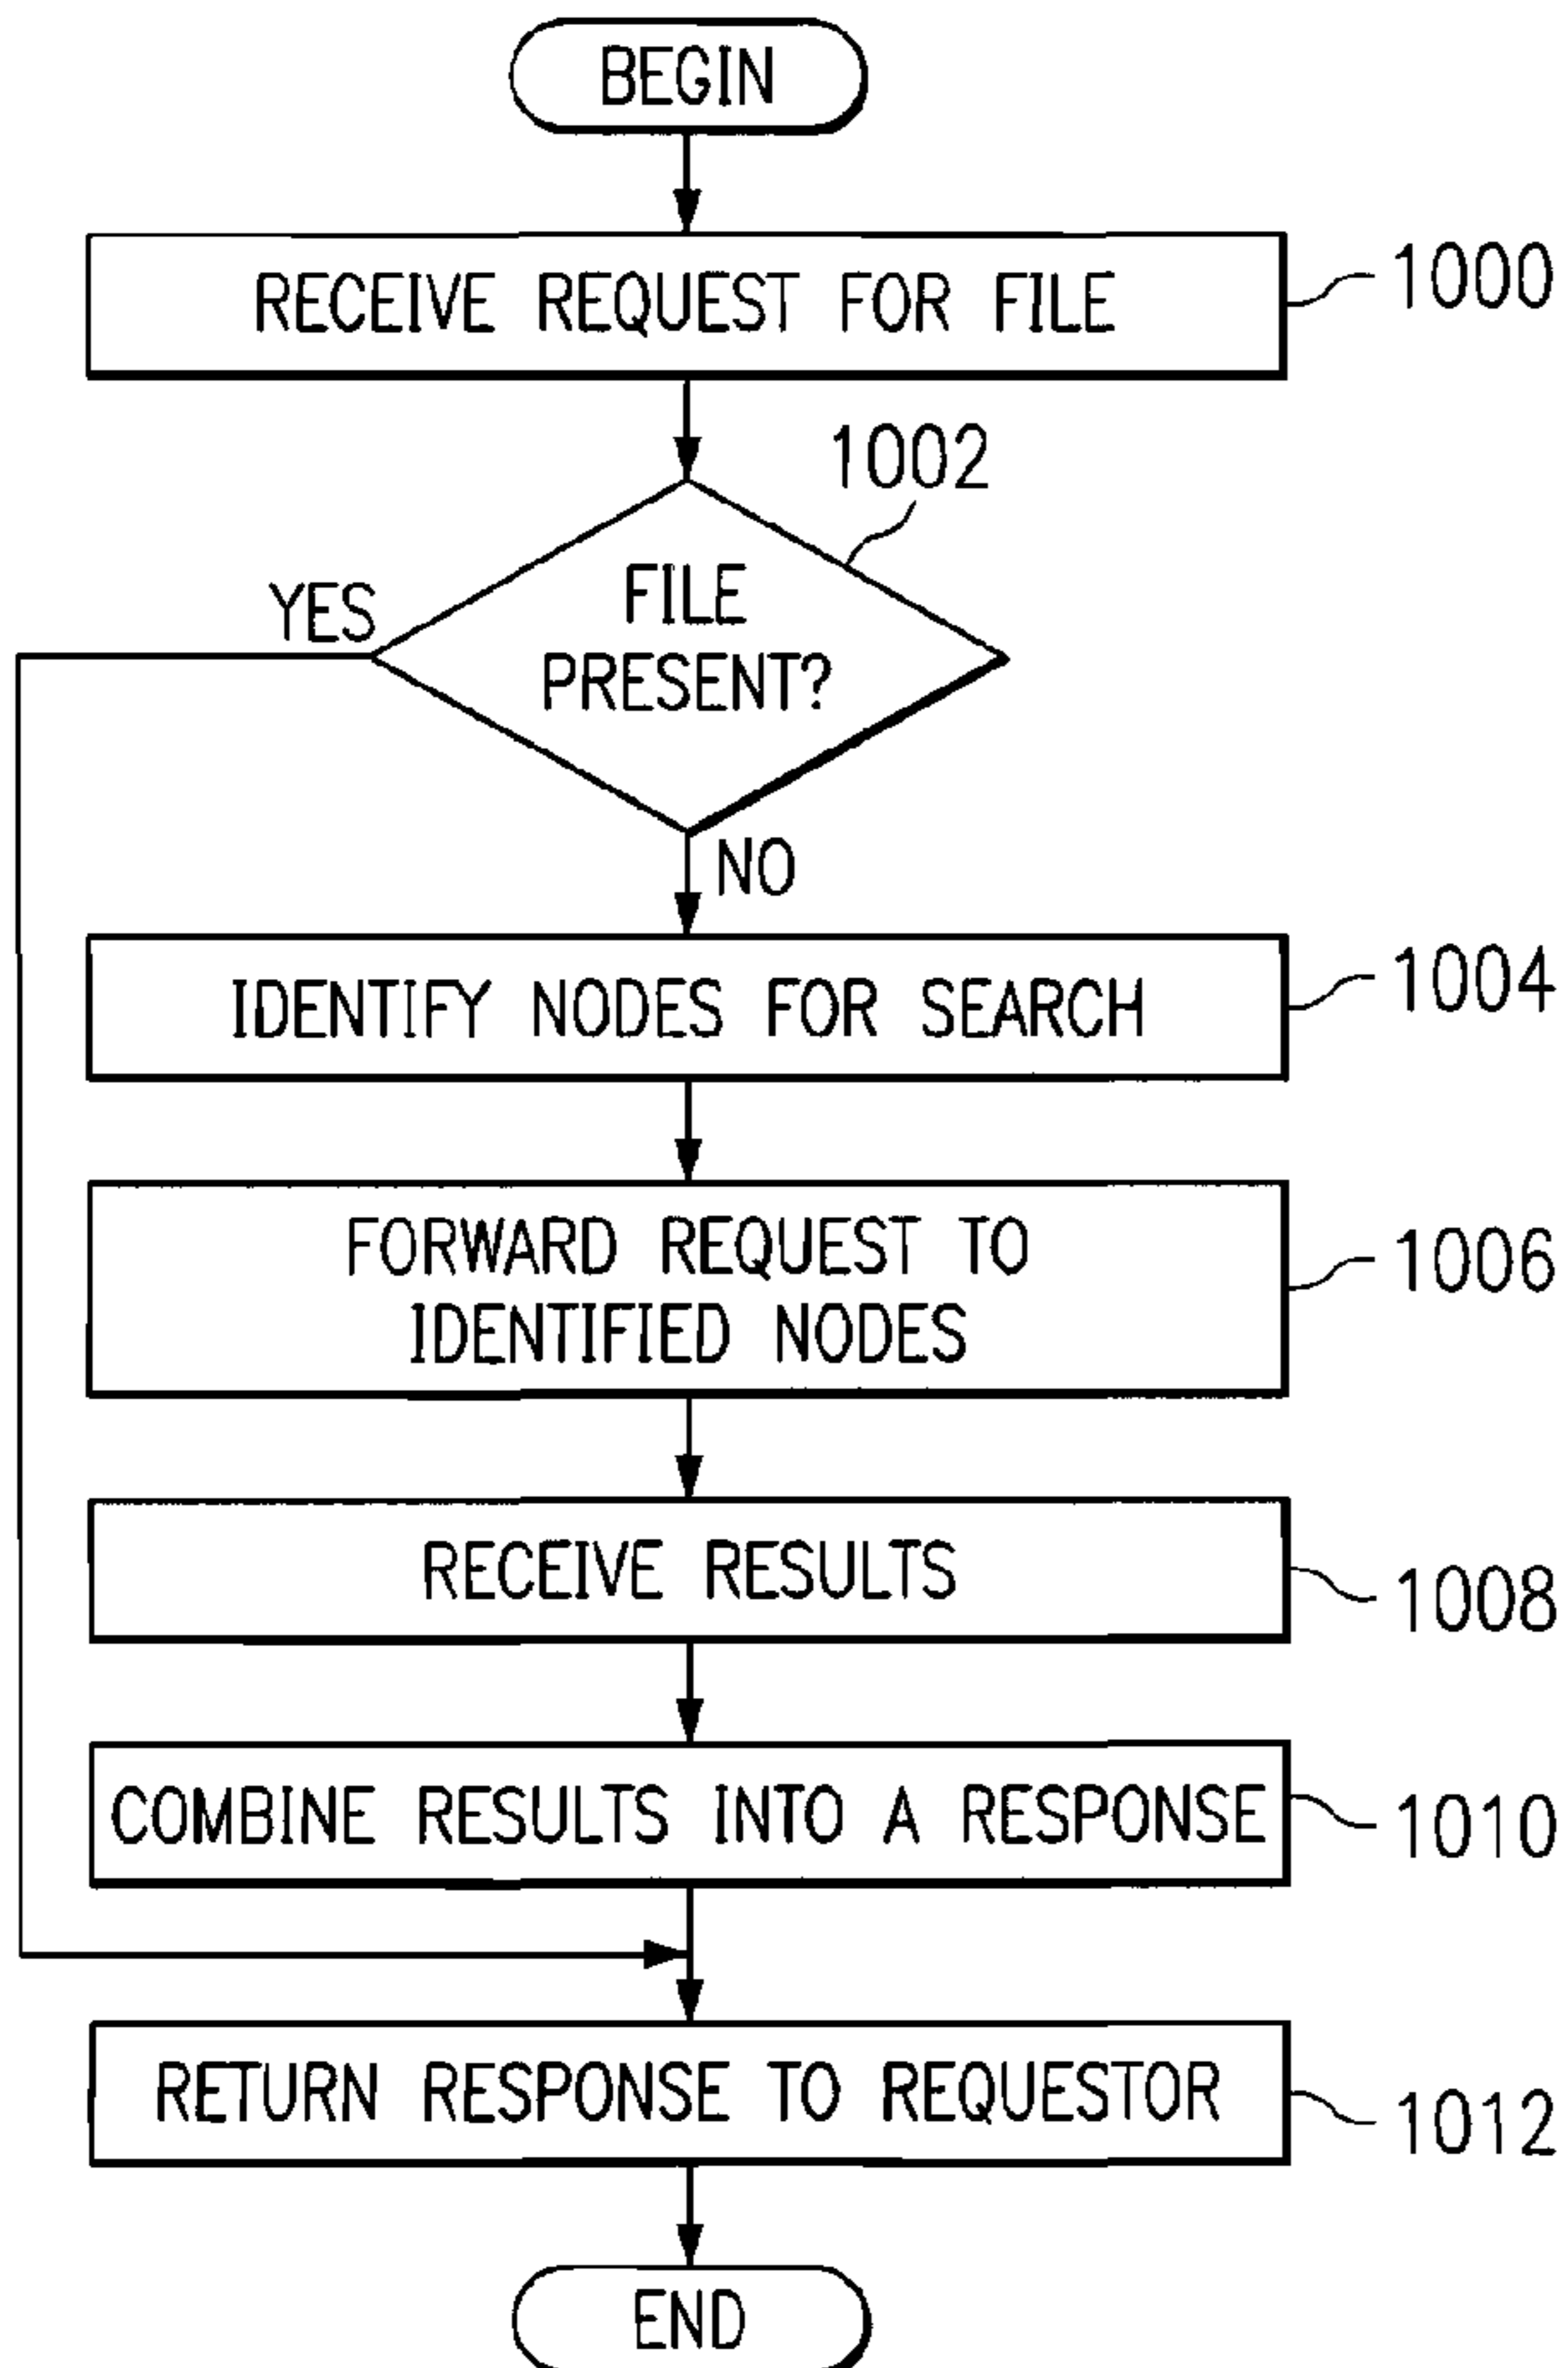 BEGIN
RECEIVE REQUEST FOR FILE
1000
1002
FILE
PRESENT?
YES
NO
IDENTIFY NODES FOR SEARCH
1004
FORWARD REQUEST TO
IDENTIFIED NODES
1006
RECEIVE RESULTS
1008
COMBINE RESULTS INTO A RESPONSE
1010
RETURN RESPONSE TO REQUESTOR
1012
END